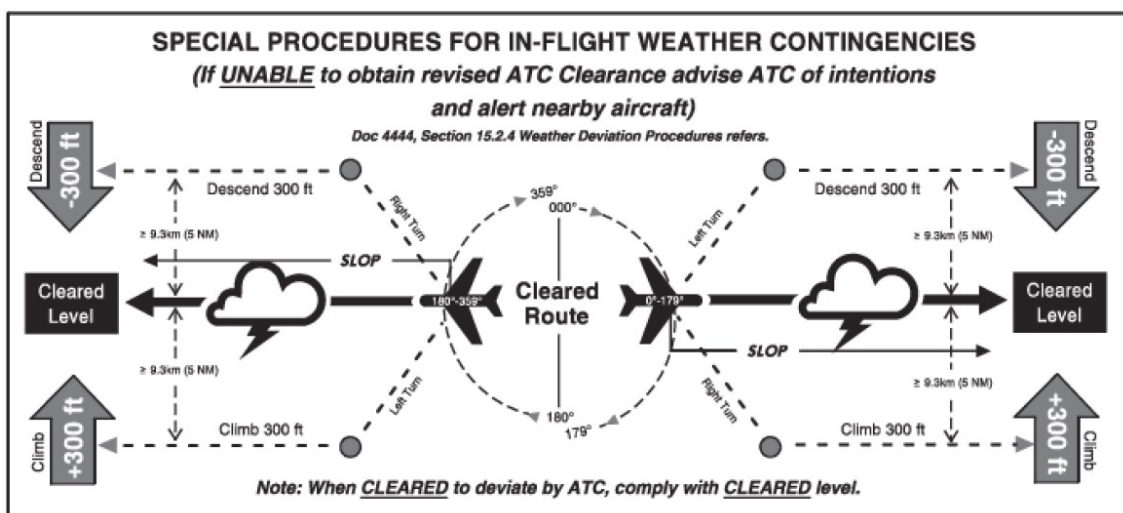 SPECIAL PROCEDURES FOR IN-FLIGHT WEATHER CONTINGENCIES
(If UNABLE to obtain revised ATC Clearance advise ATC of intentions
and alert nearby aircraft)
Doc 4444, Section 15.2.4 Weather Deviation Procedures refers.
Descend
-300 ft
Descend 300 ft
Right Turn
≥ 9.3km (5 NM)
SLOP
Cleared
Level
180°-359°
≥ 9.3km (5 NM)
Left Turn
Climb 300 ft
Climb
+300 ft
359°
000°
Cleared
Route
180°
179°
Left Turn
Descend 300 ft
-300 ft
Descend
≥ 9.3km (5 NM)
0°-179°
Cleared
Level
SLOP
≥ 9.3km (5 NM)
Right Turn
Climb 300 ft
+300 ft
Climb
Note: When CLEARED to deviate by ATC, comply with CLEARED level.